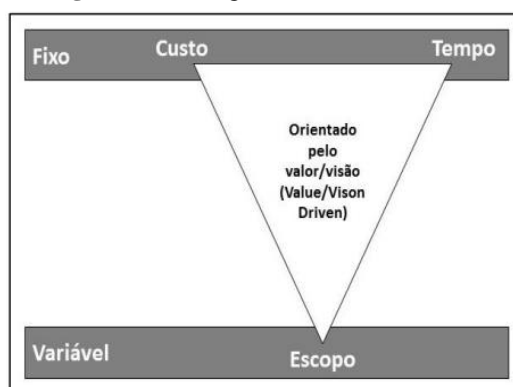 Fixo
Custo
Tempo
Orientado
pelo
valor/visão
(Value/Vison
Driven)
Variável
Escopo